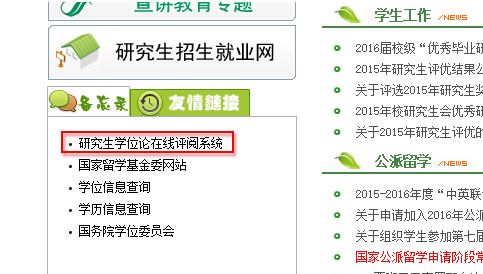 宣讲教育专题
研究生招生就业网
备忘录
友情链接
研究生学位论在线评阅系统
国家留学基金委网站
学位信息查询
学历信息查询
国务院学位委员会
学生工作 /NEWS
2016届校级“优秀毕业研
2015年研究生评优结果公
关于评选2015年研究生奖
2015年校研究生会优秀研
关于2015年研究生评优的
公派留学 /NEWS
2015-2016年度“中英联
关于申请加入2016年公派
关于组织学生参加第七届
国家公派留学申请阶段常